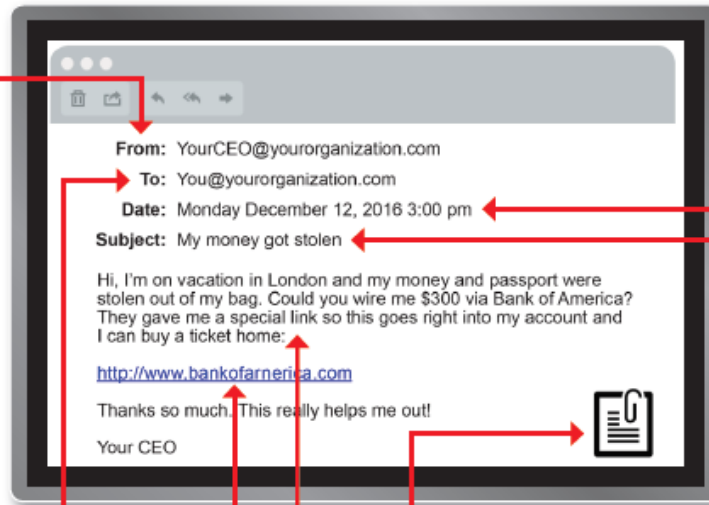 From: YourCEO@yourorganization.com
To: You@yourorganization.com
Date: Monday December 12, 2016 3:00 pm
Subject: My money got stolen
Hi, I'm on vacation in London and my money and passport were
stolen out of my bag. Could you wire me $300 via Bank of America?
They gave me a special link so this goes right into my account and
I can buy a ticket home:
http://www.bankofarnerica.com
Thanks so much. This really helps me out!
Your CEO